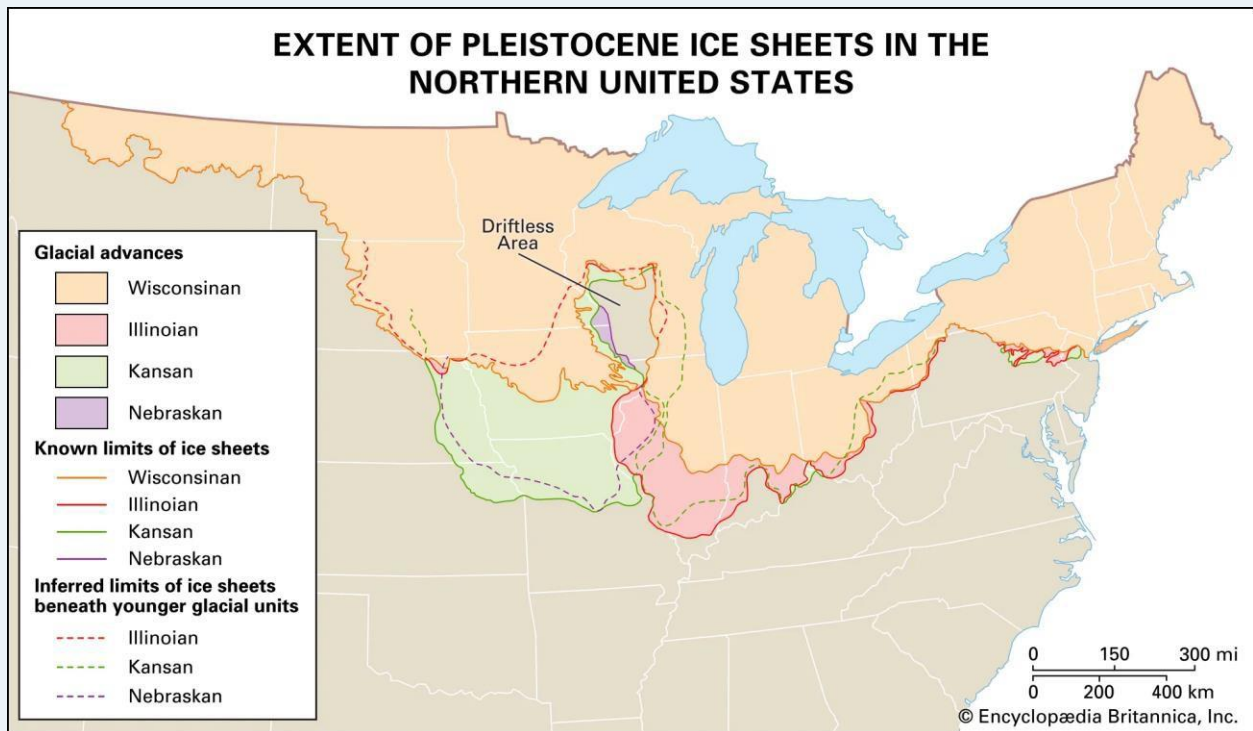 EXTENT OF PLEISTOCENE ICE SHEETS IN THE
NORTHERN UNITED STATES
Driftless
Area
Glacial advances
Wisconsinan
Illinoian
Kansan
Nebraskan
Known limits of ice sheets
Wisconsinan
Illinoian
Kansan
Nebraskan
Inferred limits of ice sheets
beneath younger glacial units
Illinoian
Kansan
Nebraskan
0 150 300 mi
0 200 400 km
© Encyclopædia Britannica, Inc.